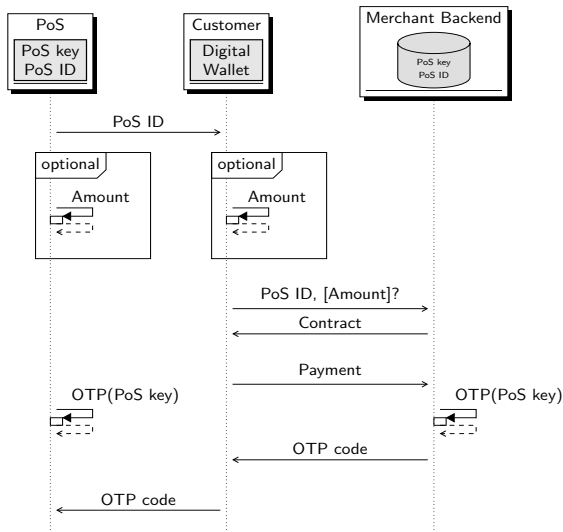 PoS
Customer
Merchant Backend
PoS key
PoS ID
Digital
Wallet
PoS key
PoS ID
PoS ID
optional
optional
Amount
Amount
PoS ID, [Amount]?
Contract
Payment
OTP(PoS key)
OTP(PoS key)
OTP code
OTP code